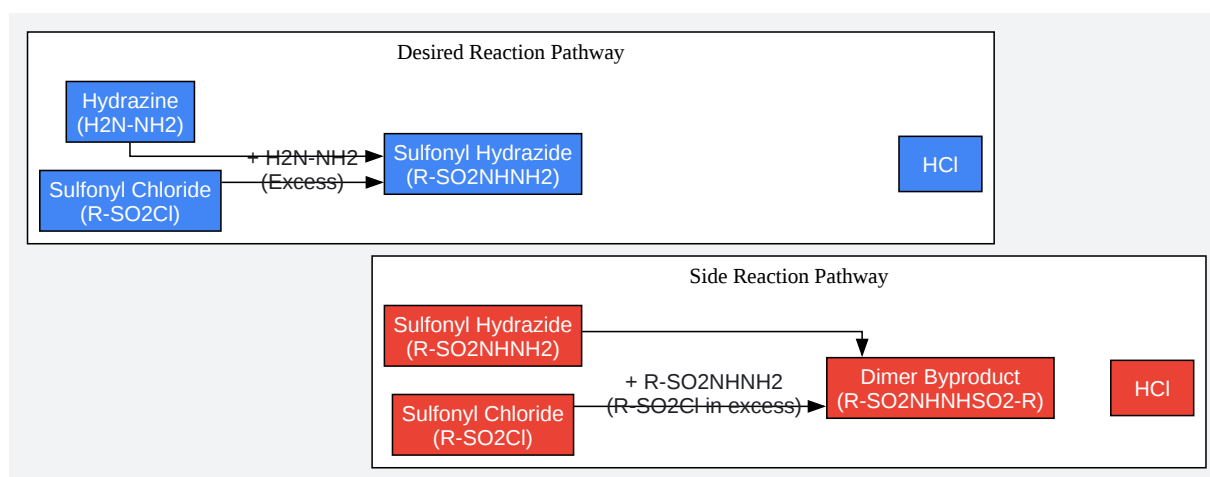 Desired Reaction Pathway
Hydrazine
(H2N-NH2)
+ H2N-NH2
(Excess)
Sulfonyl Chloride
(R-SO2Cl)
Sulfonyl Hydrazide
(R-SO2NHNH2)
HCl
Side Reaction Pathway
Sulfonyl Hydrazide
(R-SO2NHNH2)
+ R-SO2NHNH2
(R-SO2Cl in excess)
Sulfonyl Chloride
(R-SO2Cl)
Dimer Byproduct
(R-SO2NHNHSO2-R)
HCl